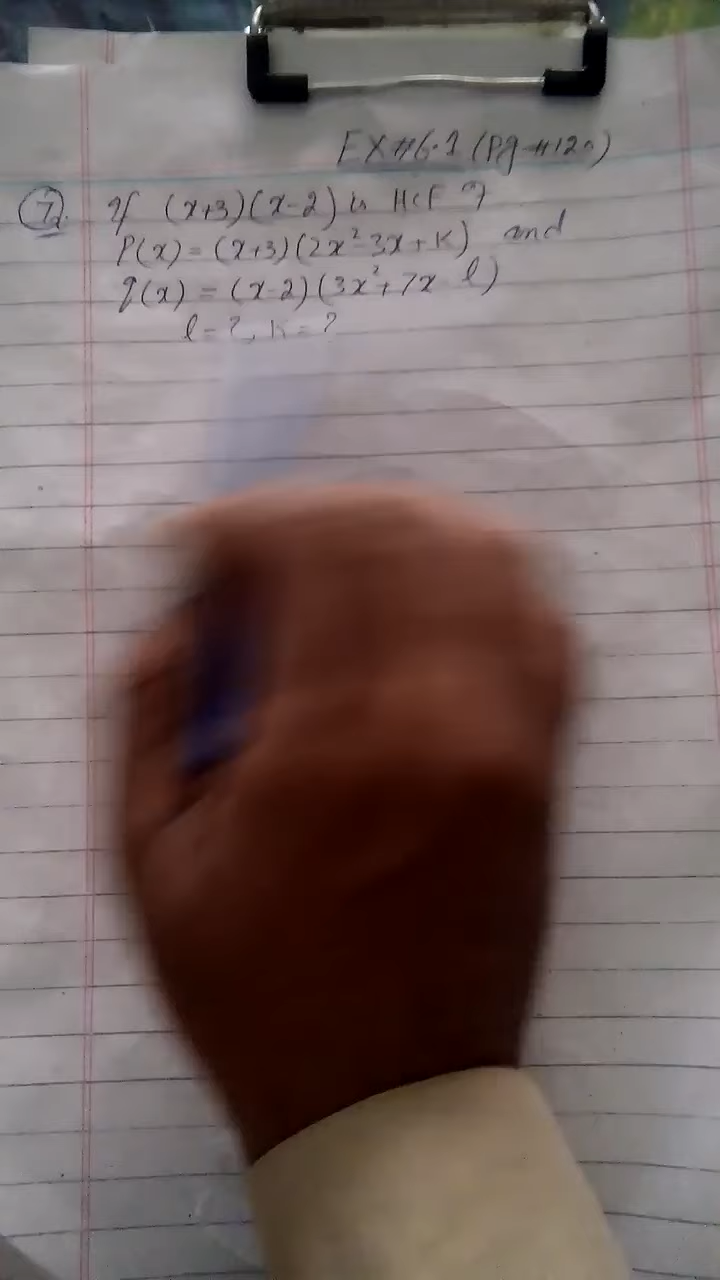 EX#6.1 (Pg #120)
7. If (x+3)(x-2) is HCF of
P(x) = (x+3)(2x²-3x+K) and
q(x) = (x-2)(3x²+7x-l)
l=?, K=?